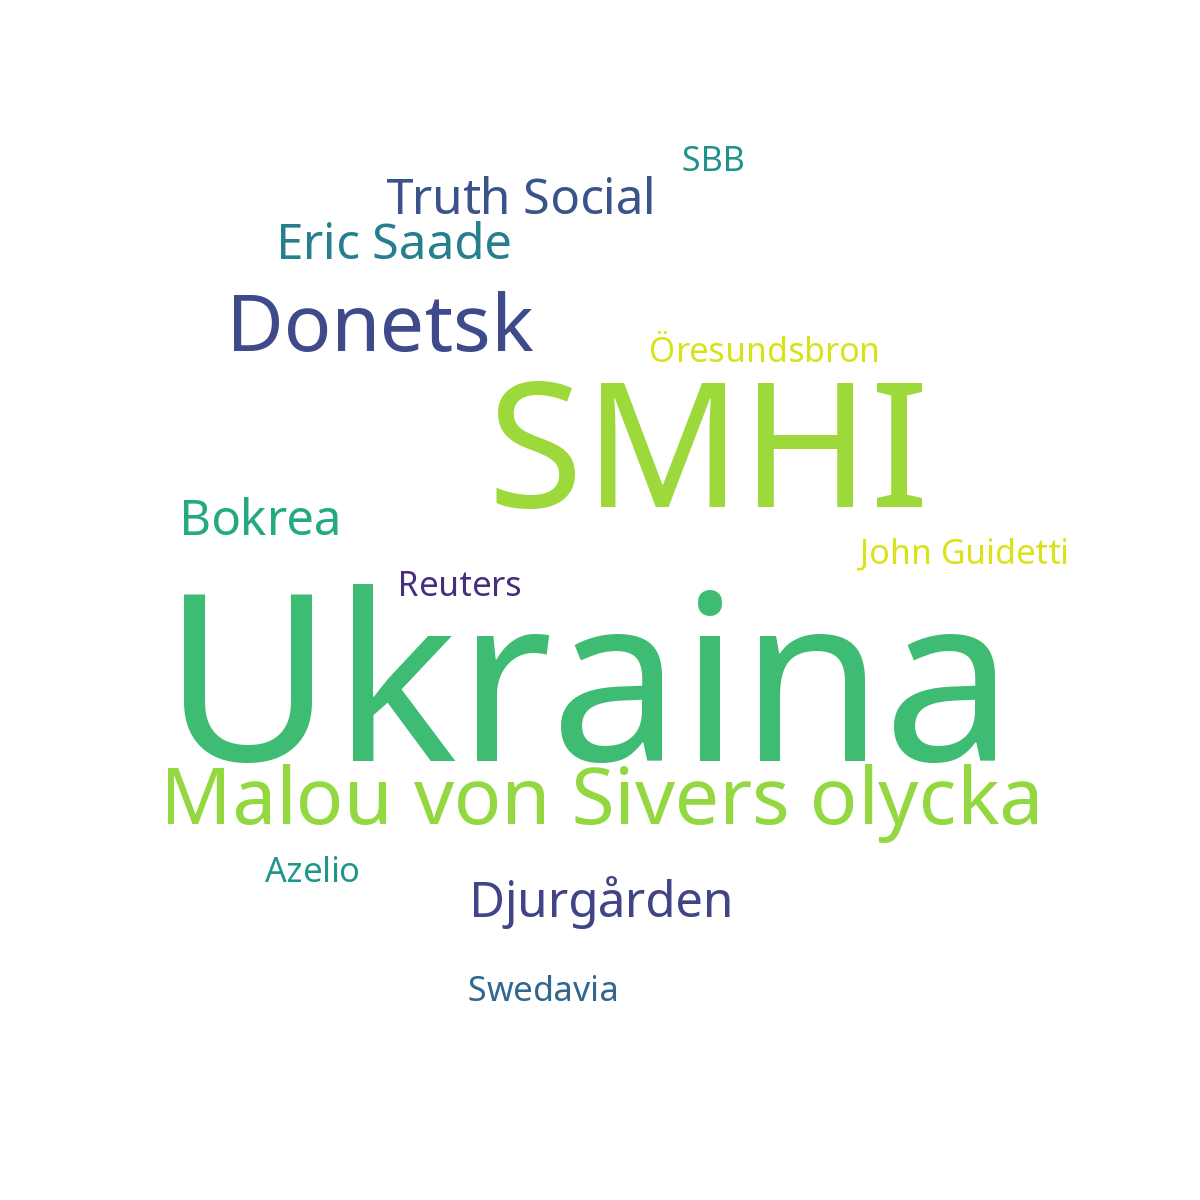 SBB
Truth Social
Eric Saade
Donetsk
Öresundsbron
SMHI
Bokrea
John Guidetti
Reuters
Ukraina
Malou von Sivers olycka
Azelio
Djurgården
Swedavia